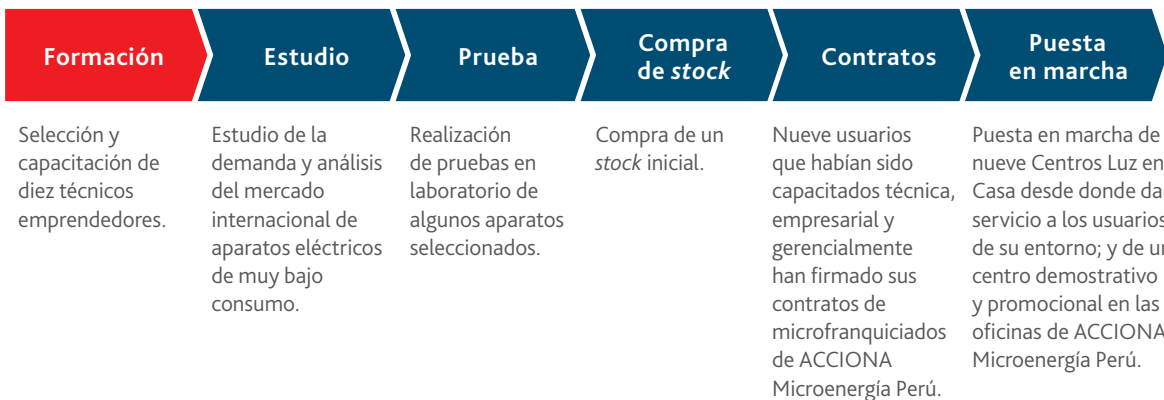 Formación
Estudio
Prueba
Compra
de stock
Contratos
Puesta
en marcha
Selección y
capacitación de
diez técnicos
emprendedores.
Estudio de la
demanda y análisis
del mercado
internacional de
aparatos eléctricos
de muy bajo
consumo.
Realización
de pruebas en
laboratorio de
algunos aparatos
seleccionados.
Compra de un
stock inicial.
Nueve usuarios
que habían sido
capacitados técnica,
empresarial y
gerencialmente
han firmado sus
contratos de
microfranquiciados
de ACCIONA
Microenergía Perú.
Puesta en marcha de
nueve Centros Luz en
Casa desde donde da
servicio a los usuarios
de su entorno; y de un
centro demostrativo
y promocional en las
oficinas de ACCIONA
Microenergía Perú.